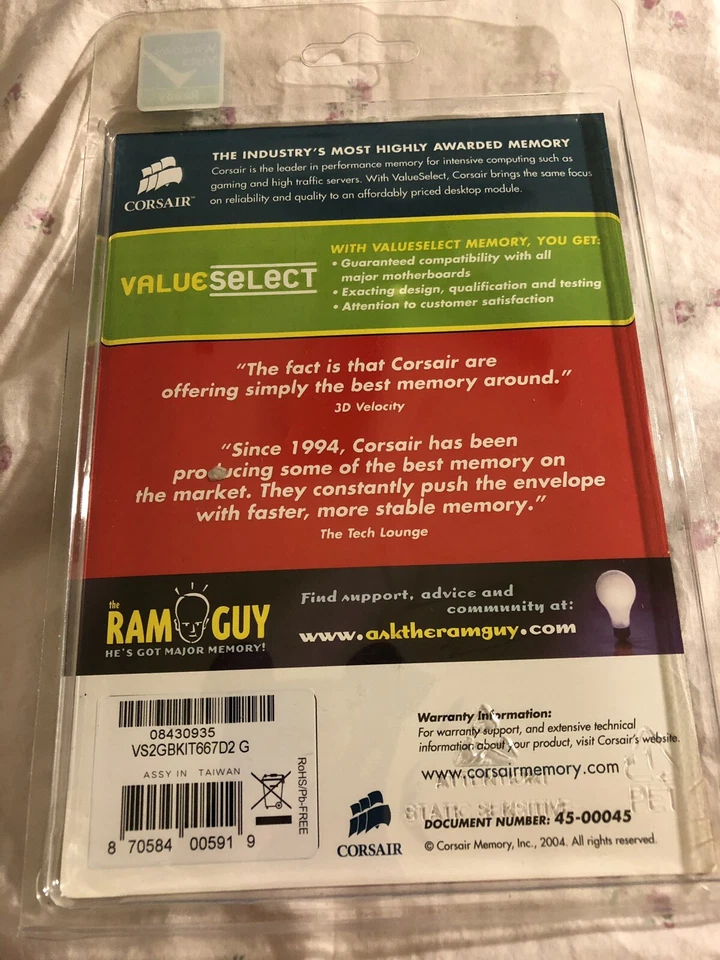 THE INDUSTRY'S MOST HIGHLY AWARDED MEMORY
Corsair is the leader in performance memory for intensive computing such as
gaming and high traffic servers. With ValueSelect, Corsair brings the same focus
on reliability and quality to an affordably priced desktop module.
CORSAIR™
VALUESELECT
WITH VALUESELECT MEMORY, YOU GET:
• Guaranteed compatibility with all
major motherboards
• Exacting design, qualification and testing
• Attention to customer satisfaction
"The fact is that Corsair are
offering simply the best memory around."
3D Velocity
"Since 1994, Corsair has been
producing some of the best memory on
the market. They constantly push the envelope
with faster, more stable memory."
The Tech Lounge
the
RAM GUY
HE'S GOT MAJOR MEMORY!
Find support, advice and
community at:
www.asktheramguy.com
08430935
VS2GBKIT667D2 G
ASSY IN TAIWAN
RoHS/Pb-FREE
8 70584 00591 9
CORSAIR
Warranty Information:
For warranty support, and extensive technical
information about your product, visit Corsair's website.
www.corsairmemory.com
ATTENTION
STATIC SENSITIVE
PET
DOCUMENT NUMBER: 45-00045
© Corsair Memory, Inc., 2004. All rights reserved.